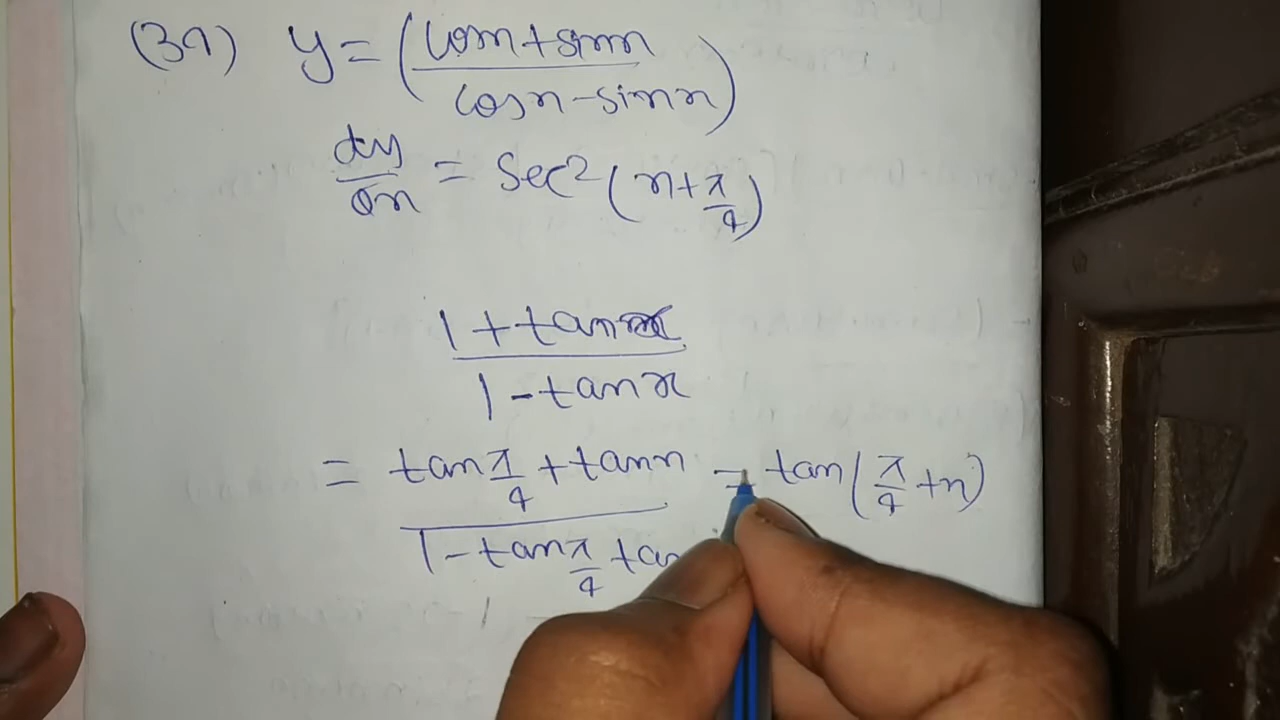 (39) y = (cosx + sinx / cosx - sinx)
dy/dx = sec² (x + π/4)
1 + tanx
1 - tanx
= tan π/4 + tanx = tan (π/4 + x)
1 - tan π/4 tan